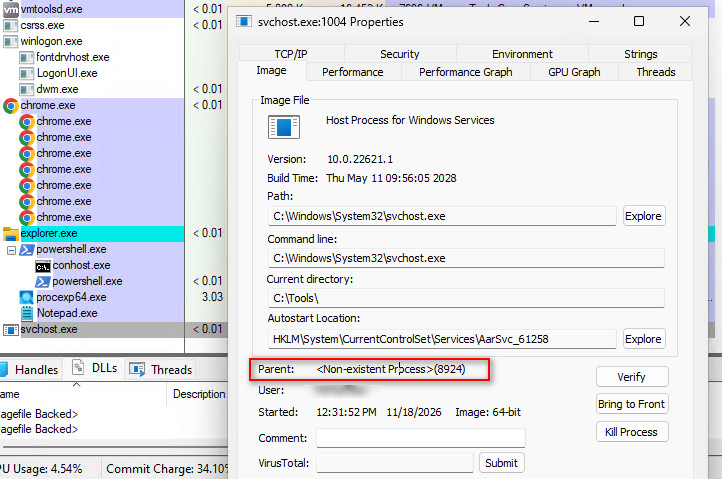 vmtoolsd.exe < 0.01
csrss.exe < 0.01
winlogon.exe
fontdrvhost.exe
LogonUI.exe
dwm.exe < 0.01
chrome.exe < 0.01
chrome.exe
chrome.exe
chrome.exe
chrome.exe
chrome.exe
chrome.exe
chrome.exe
explorer.exe < 0.01
powershell.exe
conhost.exe
powershell.exe < 0.01
procexp64.exe 3.03
Notepad.exe
svchost.exe < 0.01
Handles DLLs Threads
Description
agefile Backed>
agefile Backed>
PU Usage: 4.54% Commit Charge: 34.10%
svchost.exe:1004 Properties
TCP/IP Security Environment Strings
Image Performance Performance Graph GPU Graph Threads
Image File
Host Process for Windows Services
Version: 10.0.22621.1
Build Time: Thu May 11 09:56:05 2028
Path:
C:\Windows\System32\svchost.exe Explore
Command line:
C:\Windows\System32\svchost.exe
Current directory:
C:\Tools\
Autostart Location:
HKLM\System\CurrentControlSet\Services\AarSvc_61258 Explore
Parent: <Non-existent Process>(8924)
Verify
User:
Bring to Front
Started: 12:31:52 PM 11/18/2026 Image: 64-bit
Kill Process
Comment:
VirusTotal: Submit